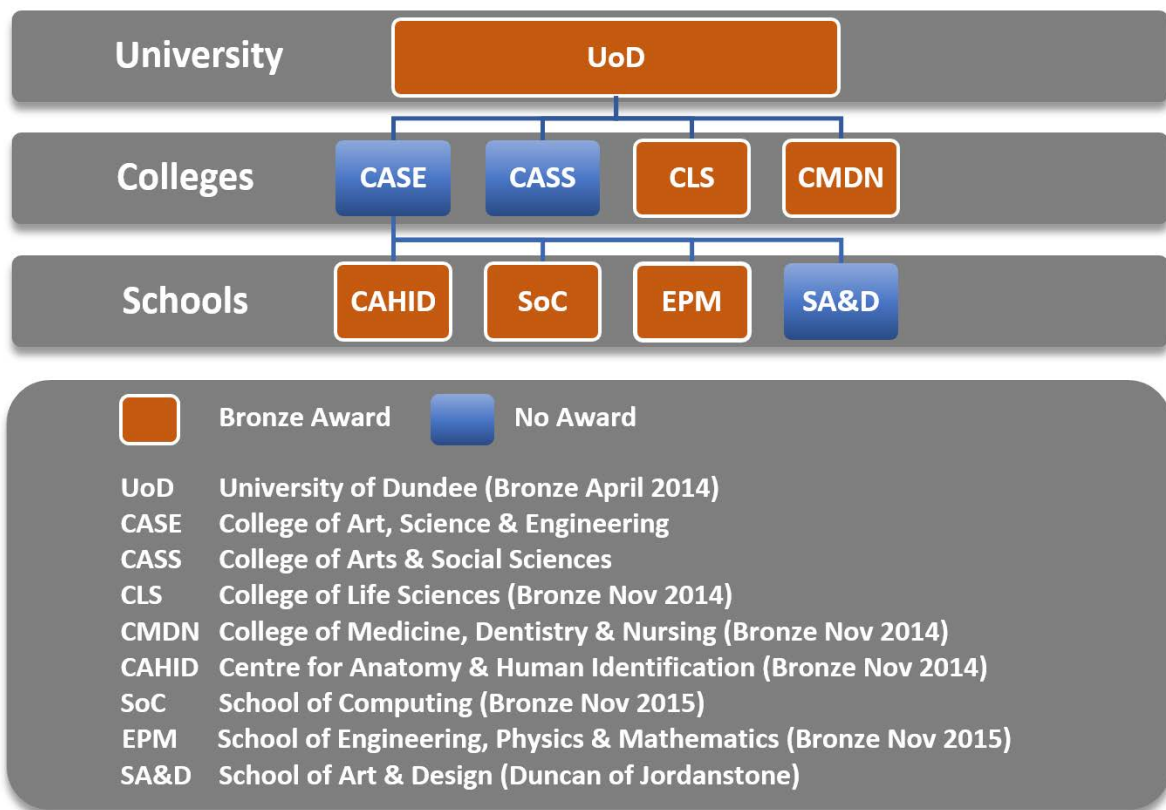 University
UoD
Colleges
CASE
CASS
CLS
CMDN
Schools
CAHID
SoC
EPM
SA&D
Bronze Award
No Award
UoD University of Dundee (Bronze April 2014)
CASE College of Art, Science & Engineering
CASS College of Arts & Social Sciences
CLS College of Life Sciences (Bronze Nov 2014)
CMDN College of Medicine, Dentistry & Nursing (Bronze Nov 2014)
CAHID Centre for Anatomy & Human Identification (Bronze Nov 2014)
SoC School of Computing (Bronze Nov 2015)
EPM School of Engineering, Physics & Mathematics (Bronze Nov 2015)
SA&D School of Art & Design (Duncan of Jordanstone)